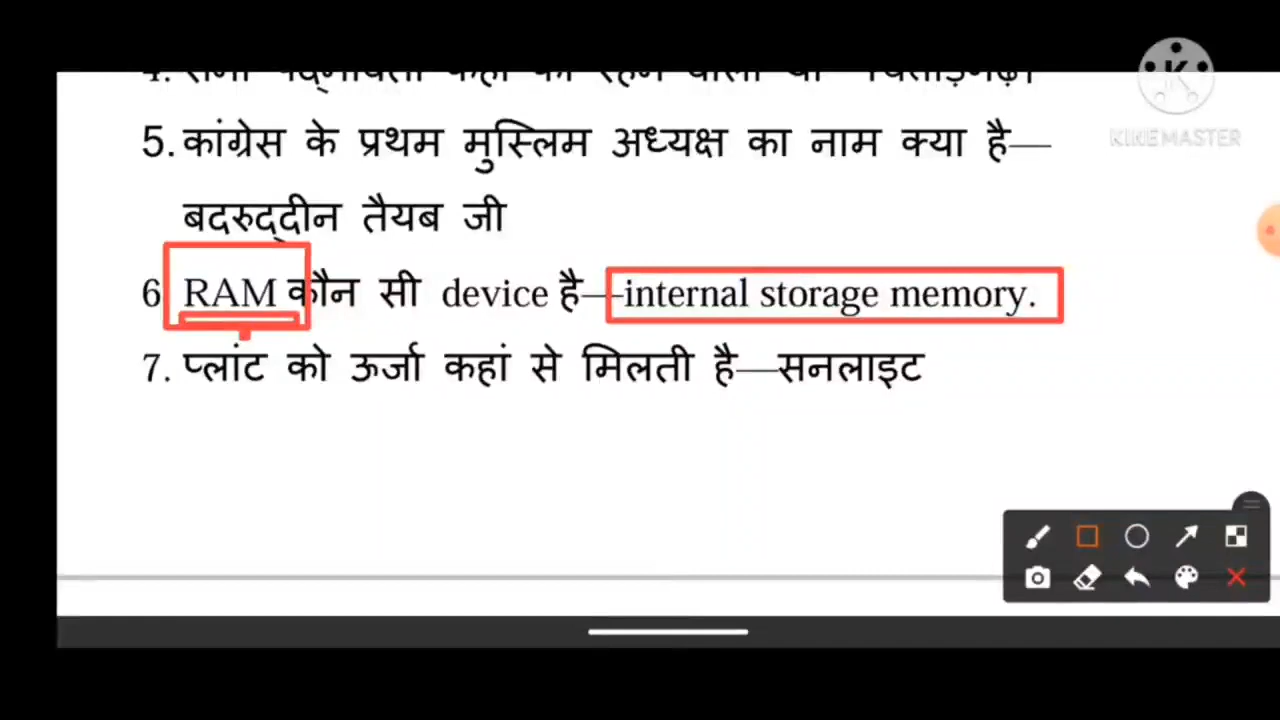 KINEMASTER
5. कांग्रेस के प्रथम मुस्लिम अध्यक्ष का नाम क्या है—
बदरुद्दीन तैयब जी
6 RAM कौन सी device है—internal storage memory.
7. प्लांट को ऊर्जा कहां से मिलती है—सनलाइट